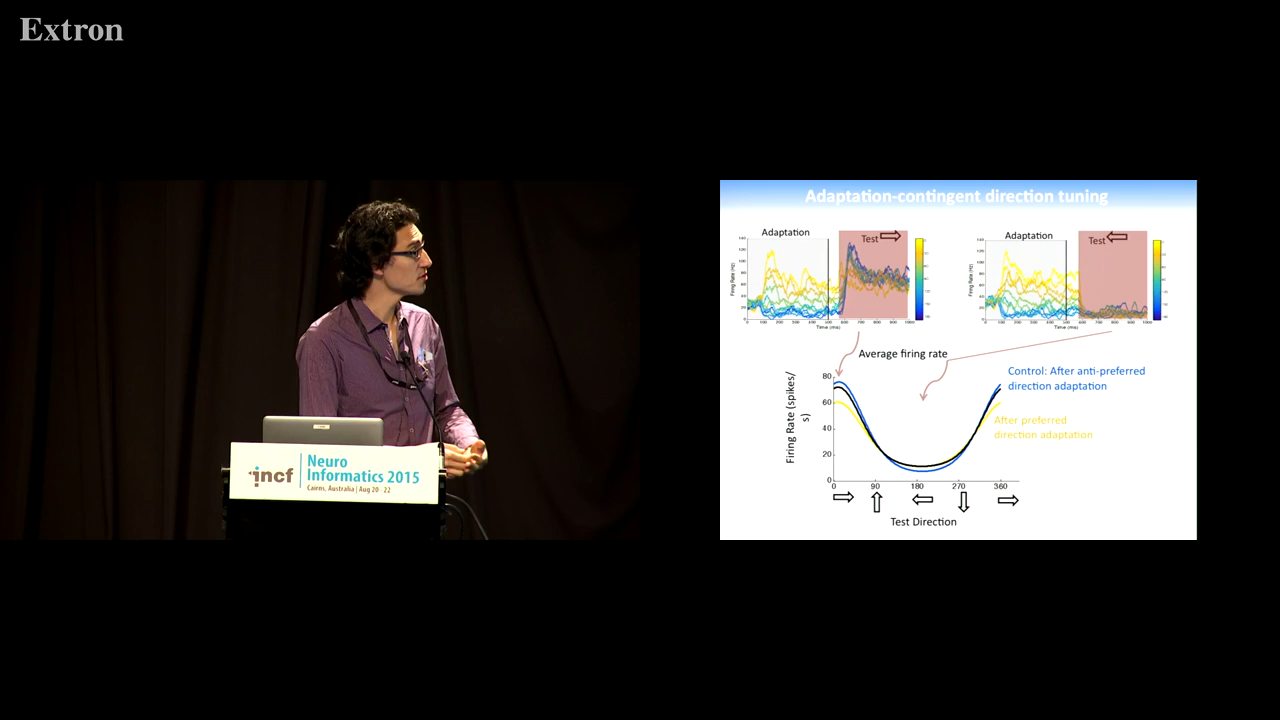 Extron
incf
Neuro
Informatics 2015
Cairns, Australia | Aug 20 - 22
Adaptation-contingent direction tuning
Adaptation
Test
Firing Rate (Hz)
Time (ms)
Adaptation
Test
Firing Rate (Hz)
Time (ms)
Average firing rate
Control: After anti-preferred
direction adaptation
After preferred
direction adaptation
Firing Rate (spikes/
s)
80
60
40
20
0
0 90 180 270 360
Test Direction